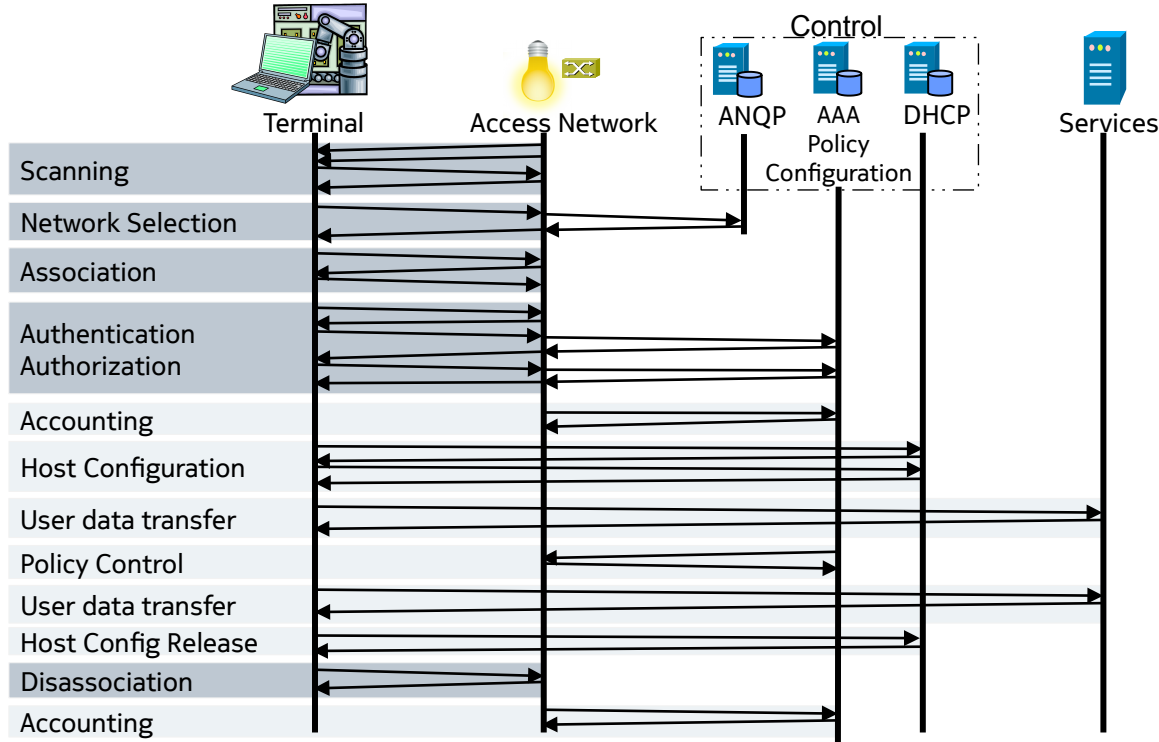 Control
ANQP
AAA
DHCP
Terminal
Access Network
Services
Policy
Configuration
Scanning
Network Selection
Association
Authentication
Authorization
Accounting
Host Configuration
User data transfer
Policy Control
User data transfer
Host Config Release
Disassociation
Accounting